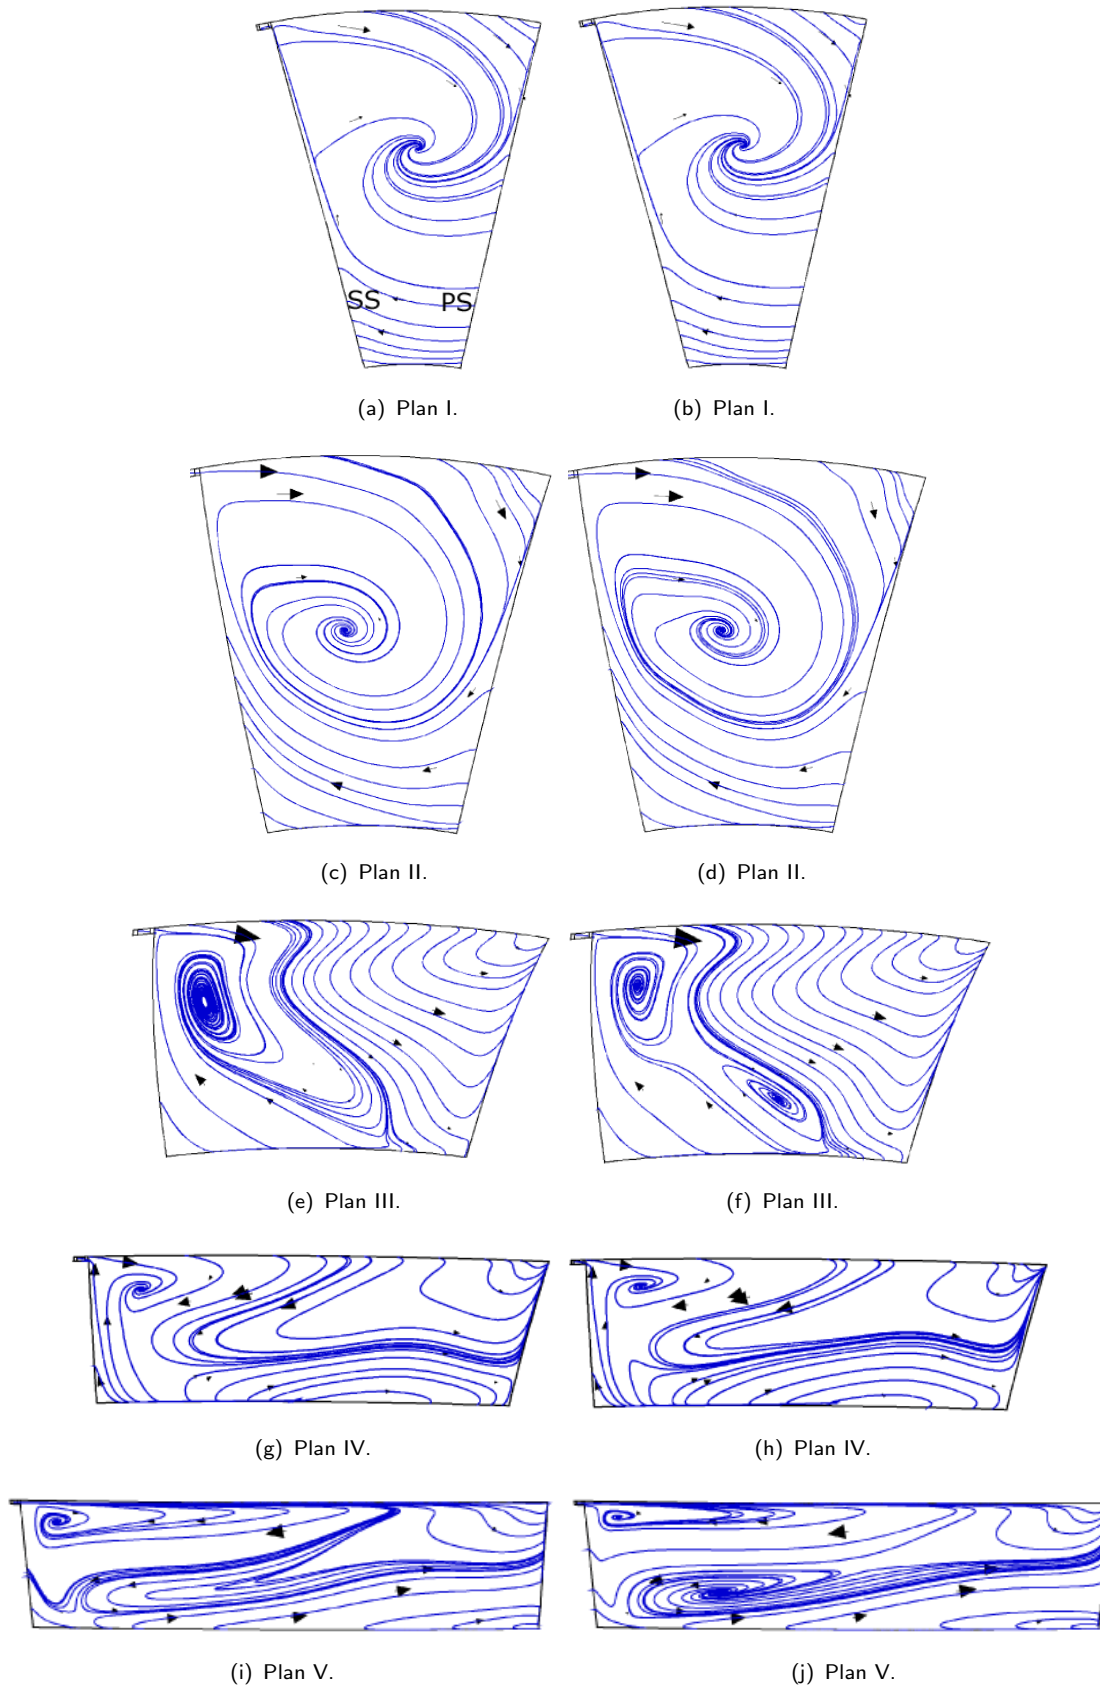 SS PS
(a) Plan I. (b) Plan I.
(c) Plan II. (d) Plan II.
(e) Plan III. (f) Plan III.
(g) Plan IV. (h) Plan IV.
(i) Plan V. (j) Plan V.